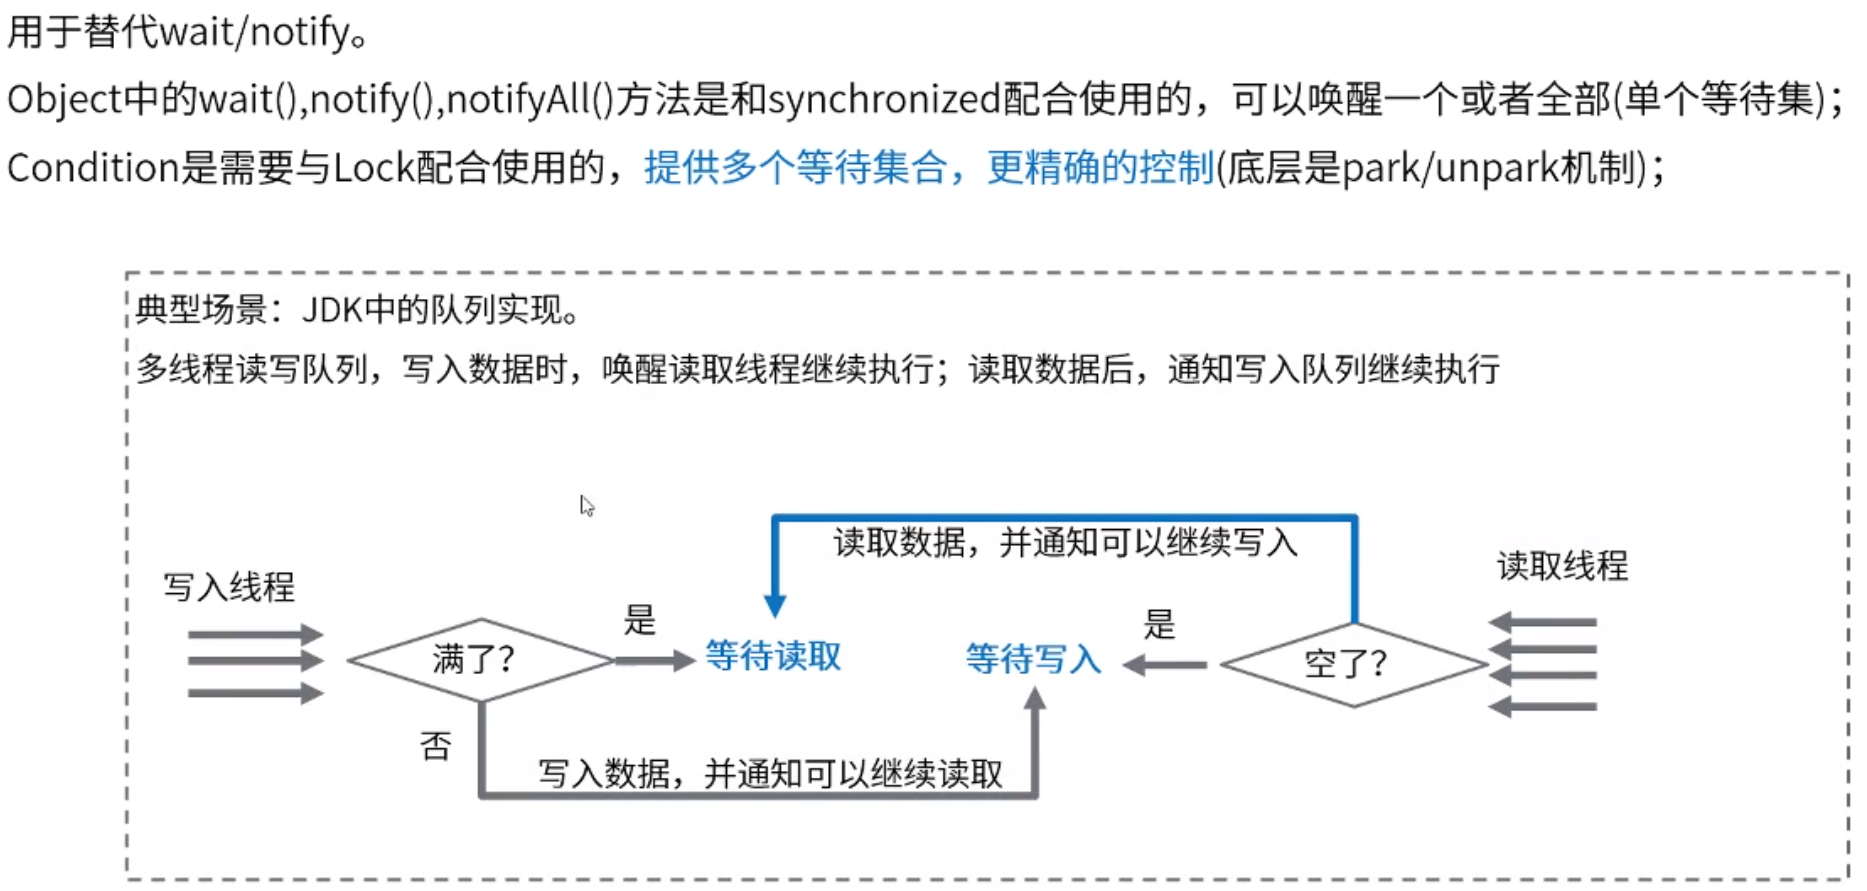 用于替代wait/notify。
Object中的wait(),notify(),notifyAll()方法是和synchronized配合使用的，可以唤醒一个或者全部(单个等待集)；
Condition是需要与Lock配合使用的，提供多个等待集合，更精确的控制(底层是park/unpark机制)；
典型场景：JDK中的队列实现。
多线程读写队列，写入数据时，唤醒读取线程继续执行；读取数据后，通知写入队列继续执行
读取数据，并通知可以继续写入
写入线程
读取线程
是
是
满了？
等待读取
等待写入
空了？
否
写入数据，并通知可以继续读取